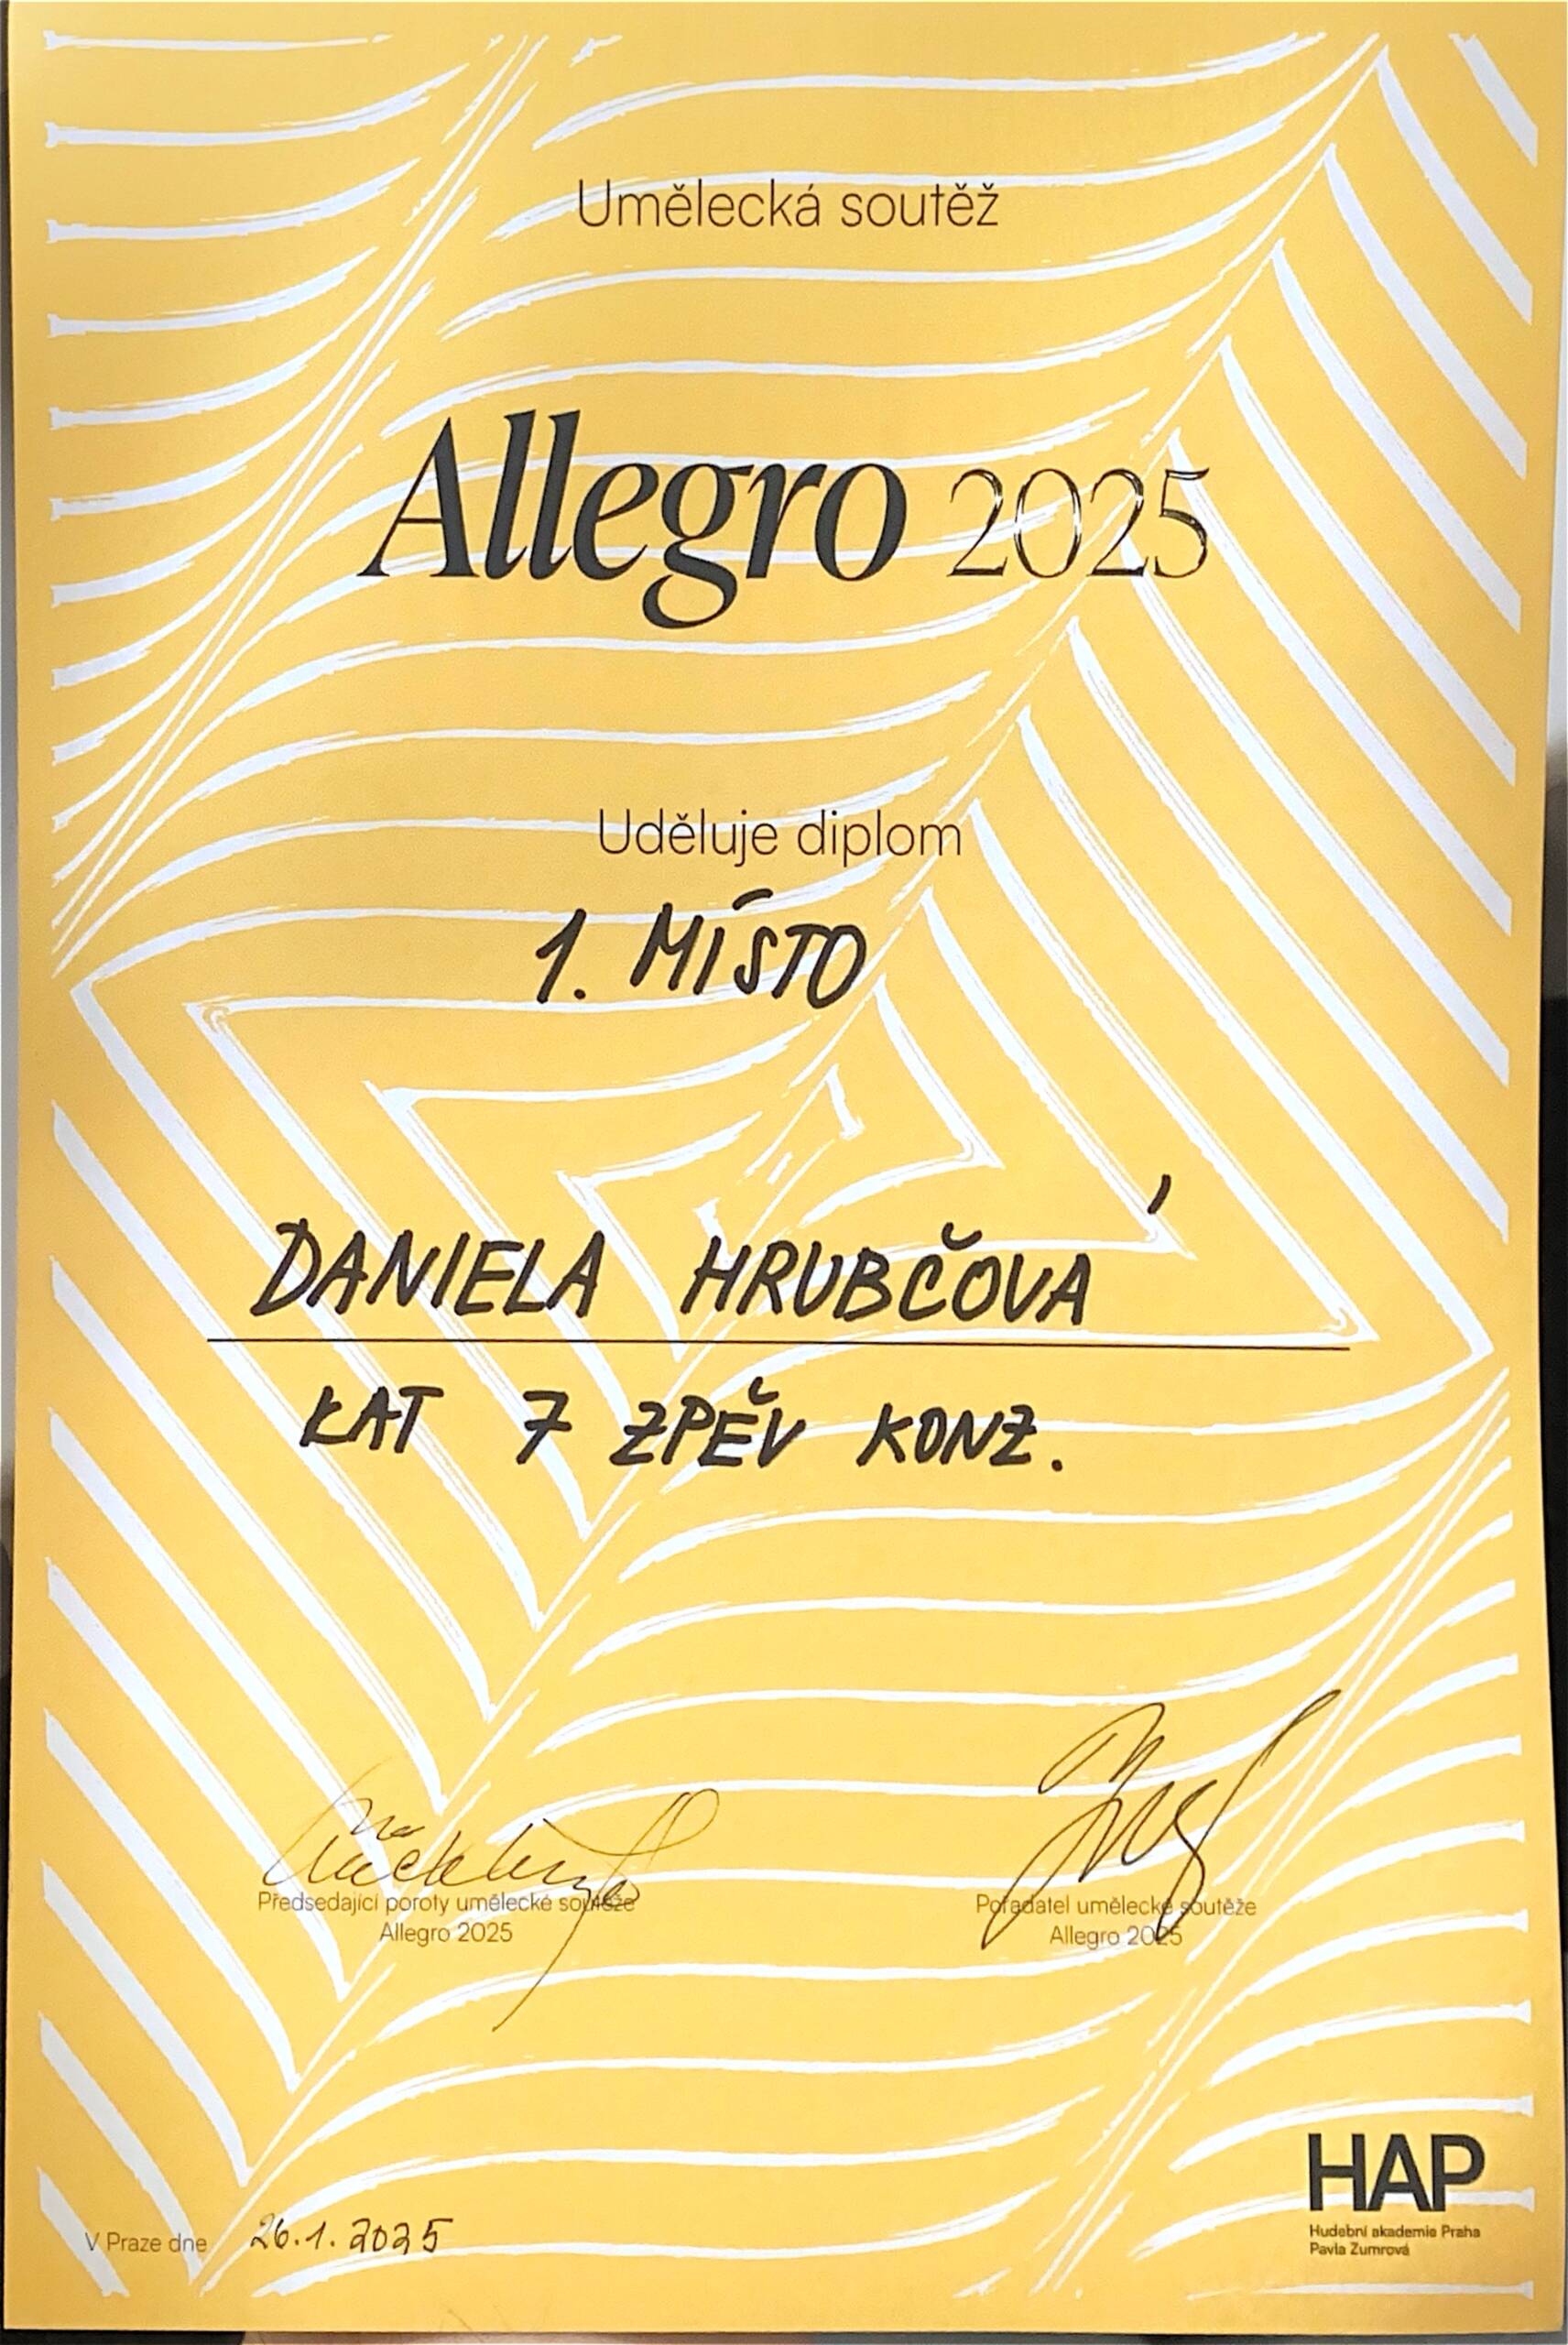 Umělecká soutěž
Allegro 2025
Uděluje diplom
1. MÍSTO
DANIELA HRUBČOVÁ
KAT 7 ZPĚV KONZ.
Předsedající poroty umělecké soutěže
Allegro 2025
Pořadatel umělecké soutěže
Allegro 2025
V Praze dne 26.1.2025
HAP
Hudební akademie Praha
Pavla Zumrová